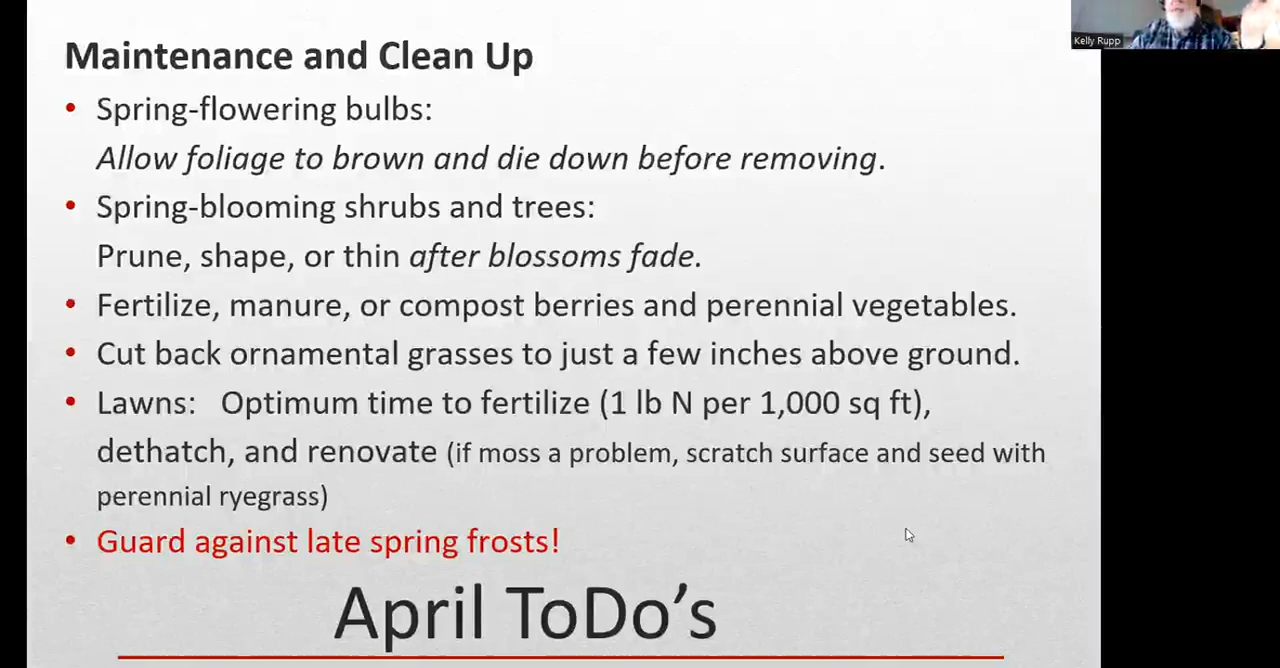 Kelly Rupp
Maintenance and Clean Up
• Spring-flowering bulbs:
Allow foliage to brown and die down before removing.
• Spring-blooming shrubs and trees:
Prune, shape, or thin after blossoms fade.
• Fertilize, manure, or compost berries and perennial vegetables.
• Cut back ornamental grasses to just a few inches above ground.
• Lawns: Optimum time to fertilize (1 lb N per 1,000 sq ft),
dethatch, and renovate (if moss a problem, scratch surface and seed with
perennial ryegrass)
• Guard against late spring frosts!
April ToDo's